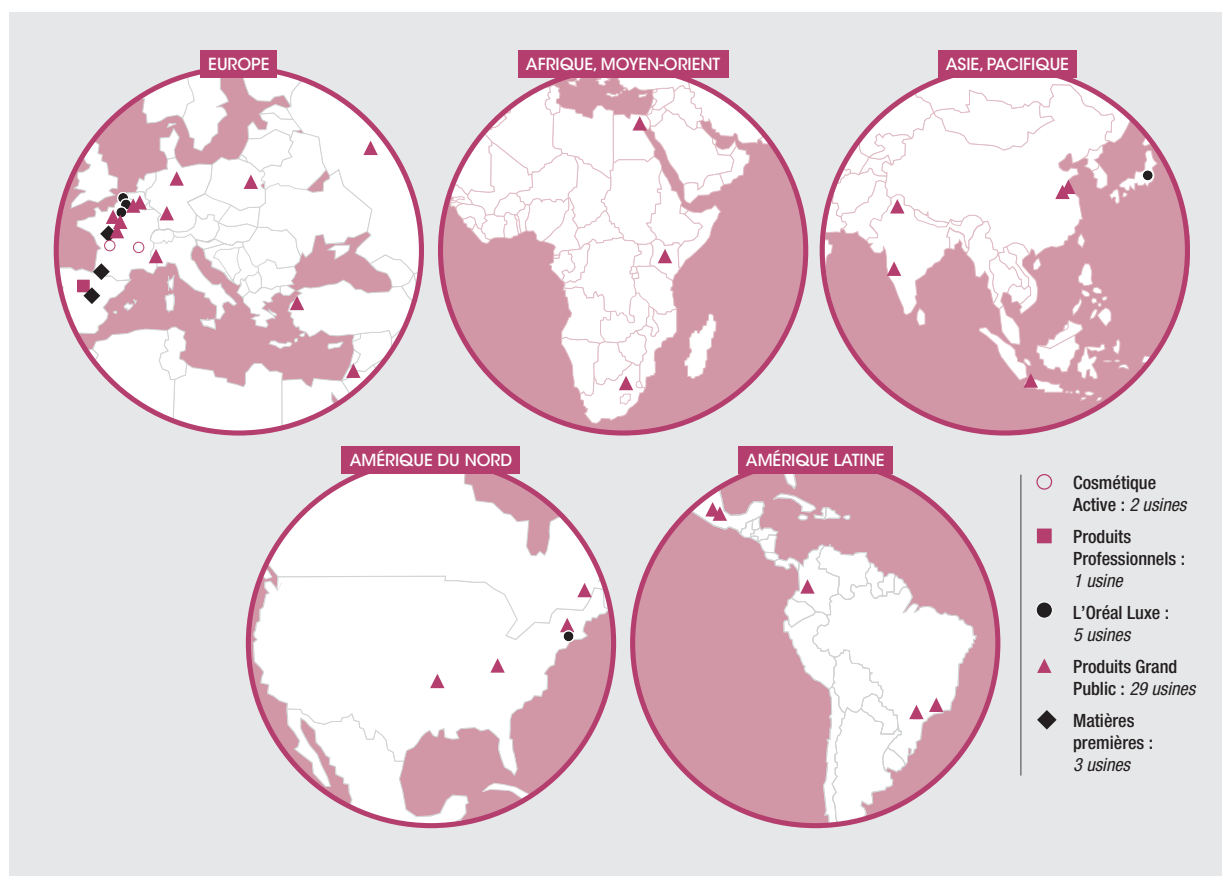 EUROPE
AFRIQUE, MOYEN-ORIENT
ASIE, PACIFIQUE
AMÉRIQUE DU NORD
AMÉRIQUE LATINE
Cosmétique
Active : 2 usines
Produits
Professionnels :
1 usine
L’Oréal Luxe :
5 usines
Produits Grand
Public : 29 usines
Matières
premières :
3 usines